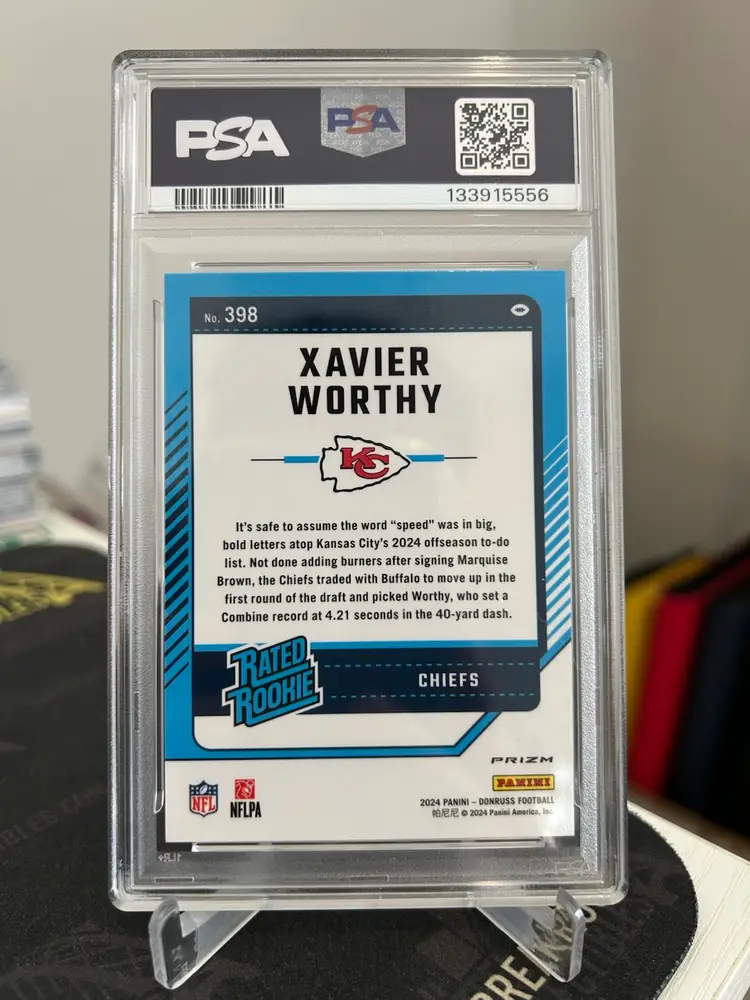 PSA
PSA
133915556
No. 398
XAVIER
WORTHY
KC
It's safe to assume the word “speed” was in big,
bold letters atop Kansas City's 2024 offseason to-do
list. Not done adding burners after signing Marquise
Brown, the Chiefs traded with Buffalo to move up in the
first round of the draft and picked Worthy, who set a
Combine record at 4.21 seconds in the 40-yard dash.
RATED
ROOKIE
CHIEFS
PRIZM
PANINI
NFL
NFLPA
2024 PANINI – DONRUSS FOOTBALL
帕尼尼 © 2024 Panini America, Inc.